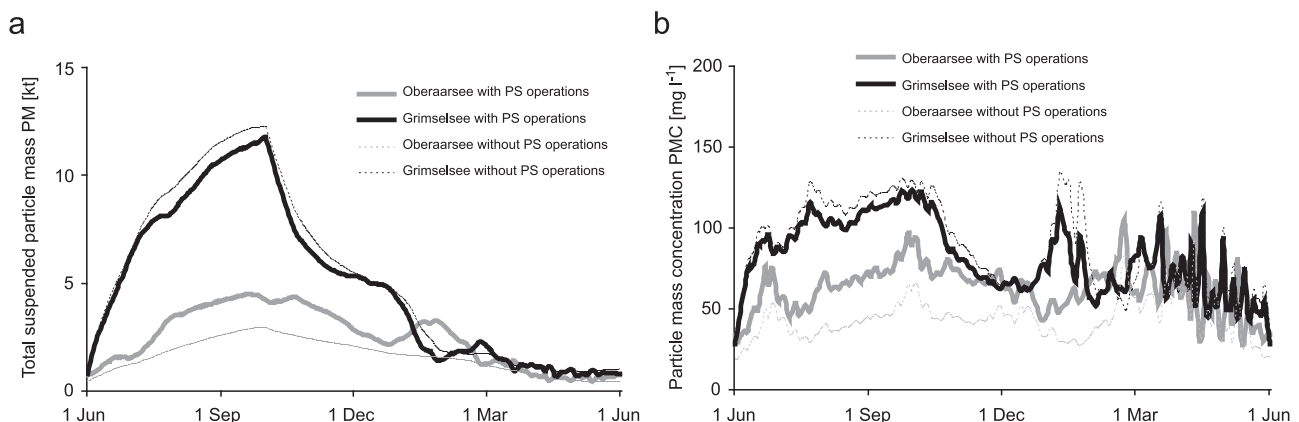 a
Total suspended particle mass PM [kt]
15
10
5
0
1 Jun
1 Sep
1 Dec
1 Mar
1 Jun
Oberaarsee with PS operations
Grimselsee with PS operations
Oberaarsee without PS operations
Grimselsee without PS operations
b
Particle mass concentration PMC [mg l-1]
200
150
100
50
0
1 Jun
1 Sep
1 Dec
1 Mar
1 Jun
Oberaarsee with PS operations
Grimselsee with PS operations
Oberaarsee without PS operations
Grimselsee without PS operations